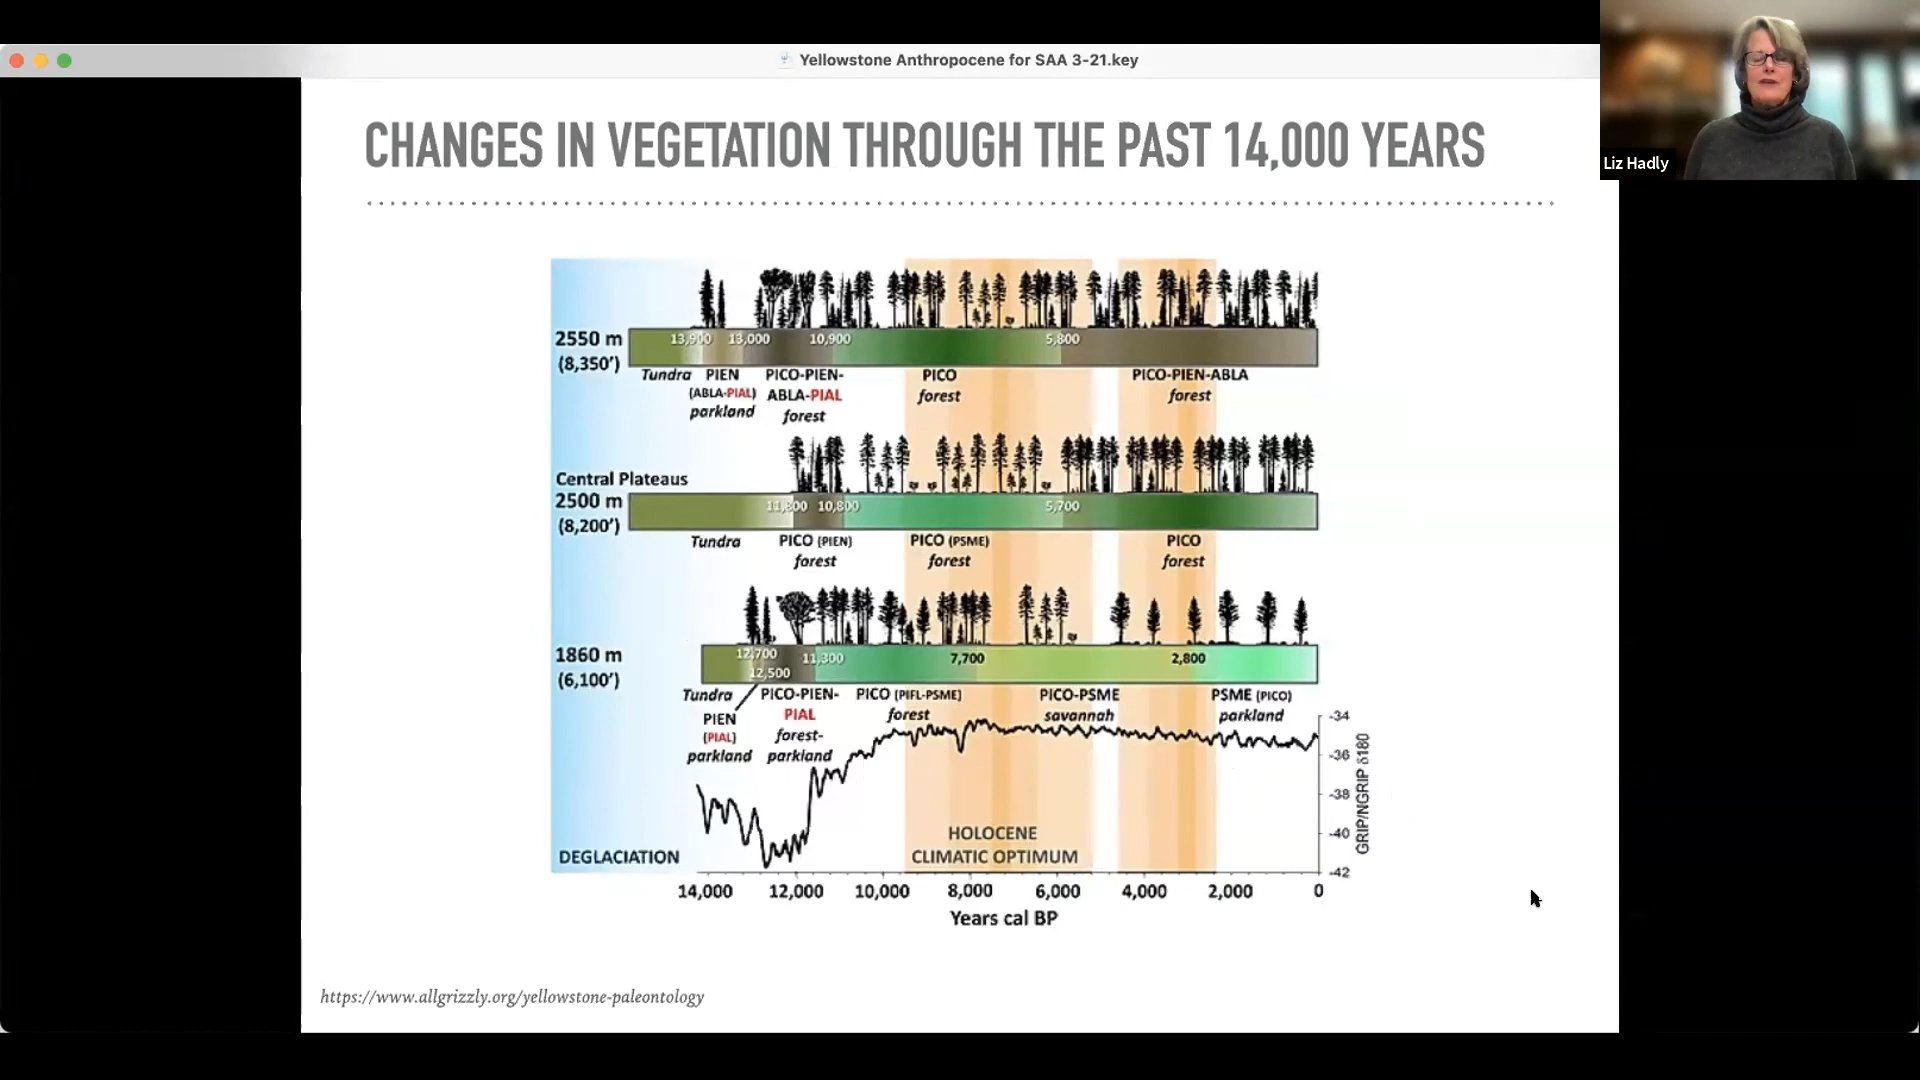 Yellowstone Anthropocene for SAA 3-21.key
Liz Hadly
CHANGES IN VEGETATION THROUGH THE PAST 14,000 YEARS
2550 m
(8,350')
13,900 13,000 10,900 5,800
Tundra PIEN PICO-PIEN- PICO PICO-PIEN-ABLA
(ABLA-PIAL) ABLA-PIAL forest forest
parkland forest
Central Plateaus
2500 m
(8,200')
11,800 10,800 5,700
Tundra PICO (PIEN) PICO (PSME) PICO
forest forest forest
1860 m
(6,100')
12,700 11,300 7,700 2,800
12,500
Tundra PICO-PIEN- PICO (PIFL-PSME) PICO-PSME PSME (PICO)
PIEN PIAL forest savannah parkland
(PIAL) forest-
parkland parkland
-34
-36
-38
-40
-42
GRIP/NGRIP δ18O
DEGLACIATION
HOLOCENE
CLIMATIC OPTIMUM
14,000 12,000 10,000 8,000 6,000 4,000 2,000 0
Years cal BP
https://www.allgrizzly.org/yellowstone-paleontology